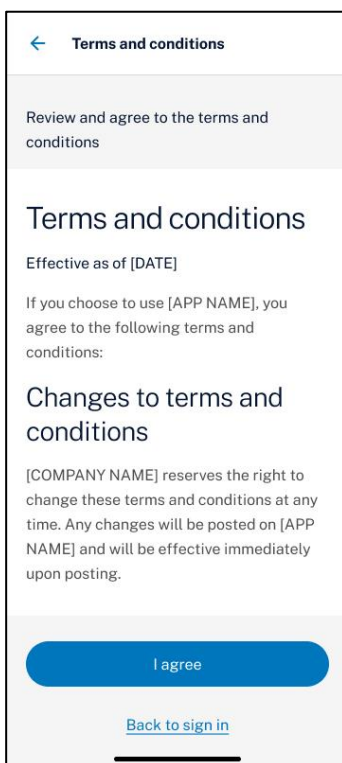 Terms and conditions
Review and agree to the terms and
conditions
Terms and conditions
Effective as of [DATE]
If you choose to use [APP NAME], you
agree to the following terms and
conditions:
Changes to terms and
conditions
[COMPANY NAME] reserves the right to
change these terms and conditions at any
time. Any changes will be posted on [APP
NAME] and will be effective immediately
upon posting.
I agree
Back to sign in